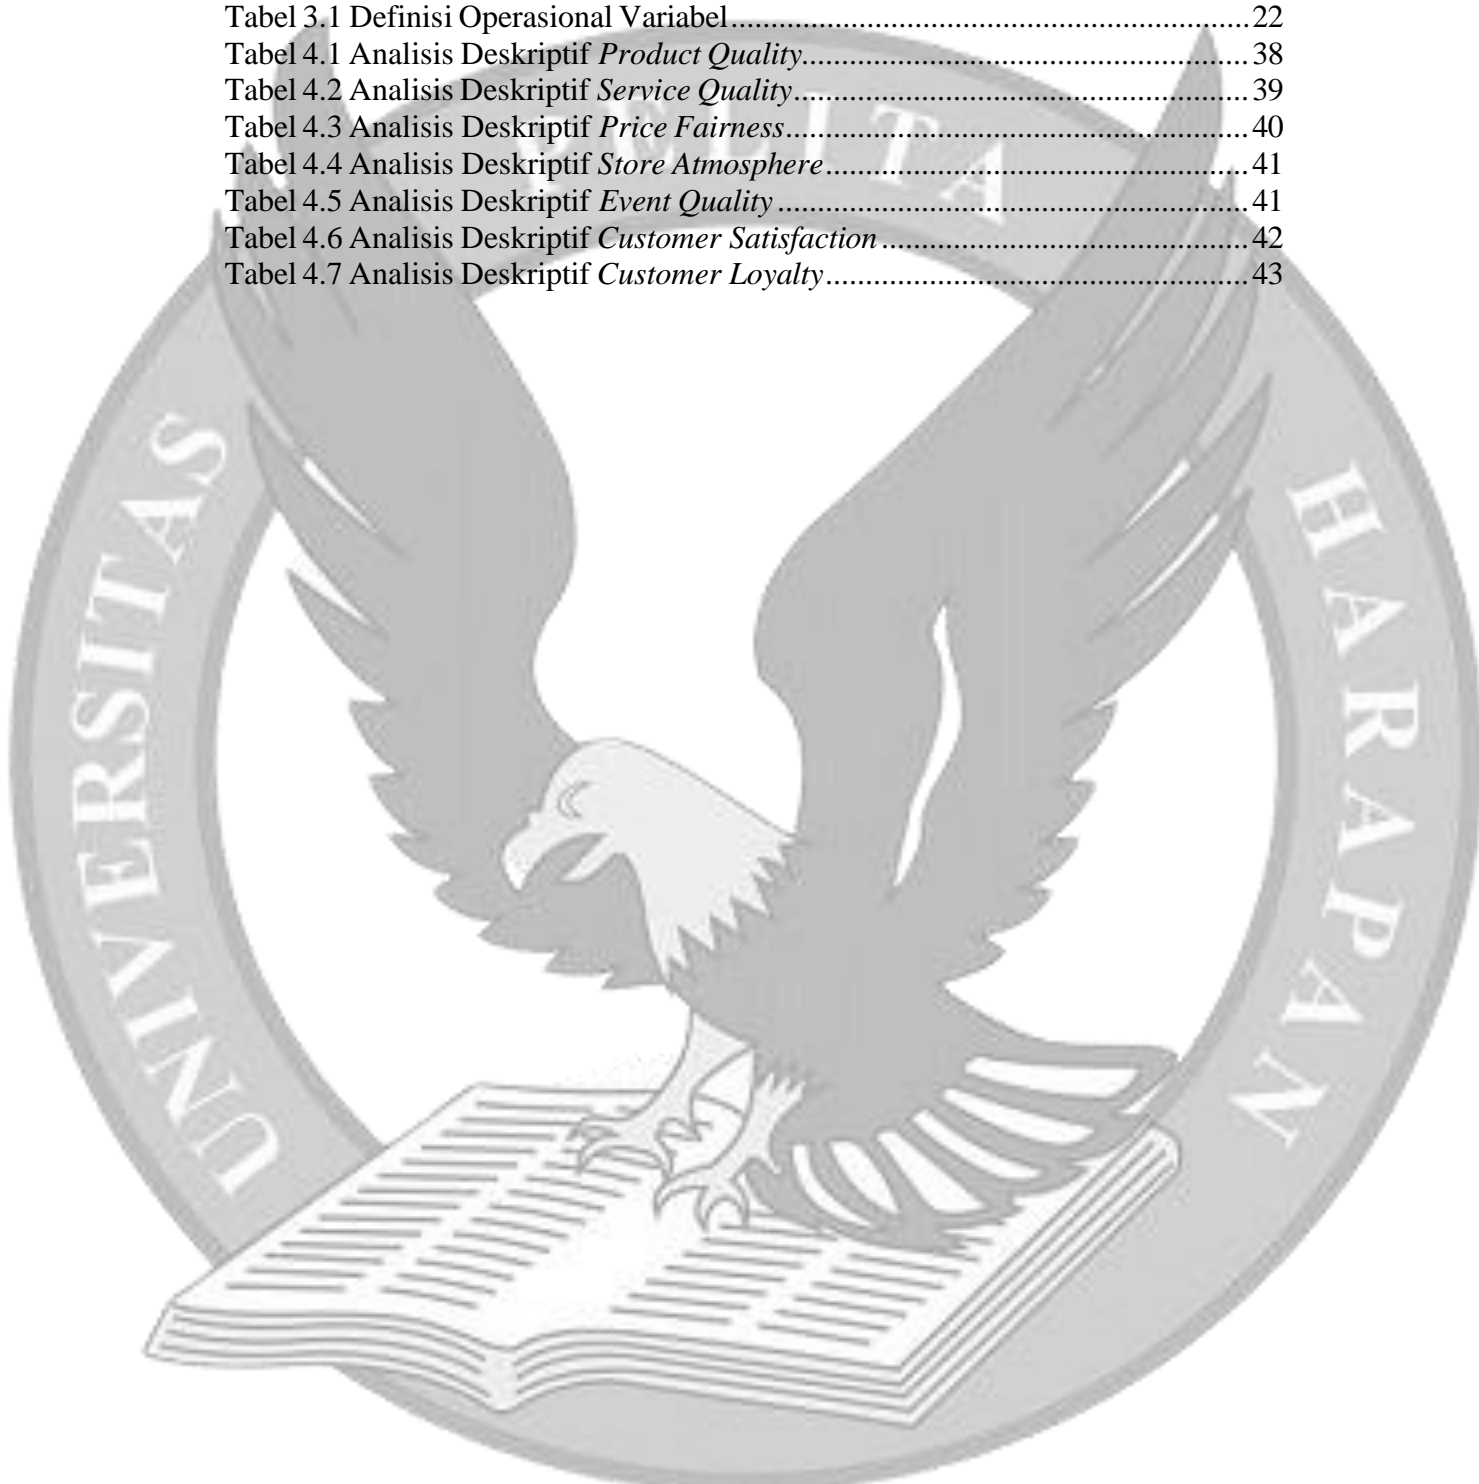 Tabel 3.1 Definisi Operasional Variabel......................................................22
Tabel 4.1 Analisis Deskriptif Product Quality..............................................38
Tabel 4.2 Analisis Deskriptif Service Quality...............................................39
Tabel 4.3 Analisis Deskriptif Price Fairness................................................40
Tabel 4.4 Analisis Deskriptif Store Atmosphere............................................41
Tabel 4.5 Analisis Deskriptif Event Quality.................................................41
Tabel 4.6 Analisis Deskriptif Customer Satisfaction......................................42
Tabel 4.7 Analisis Deskriptif Customer Loyalty............................................43
UNIVERSITAS
PELITA
HARAPAN